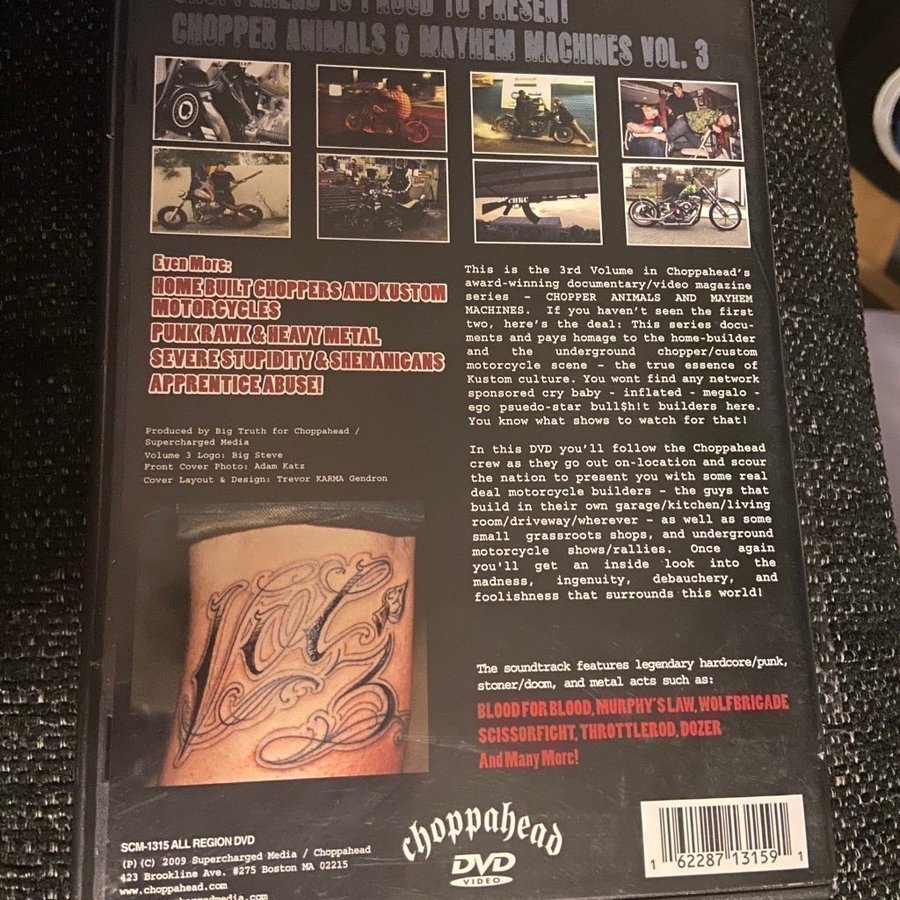 CHOPPAHEAD IS PROUD TO PRESENT
CHOPPER ANIMALS & MAYHEM MACHINES VOL. 3
CHKC
Even More:
HOME BUILT CHOPPERS AND KUSTOM
MOTORCYCLES
PUNK RAWK & HEAVY METAL
SEVERE STUPIDITY & SHENANIGANS
APPRENTICE ABUSE!
Produced by Big Truth for Choppahead /
Supercharged Media
Volume 3 Logo: Big Steve
Front Cover Photo: Adam Katz
Cover Layout & Design: Trevor KARMA Gendron
Vol
3
This is the 3rd Volume in Choppahead's
award-winning documentary/video magazine
series - CHOPPER ANIMALS AND MAYHEM
MACHINES. If you haven't seen the first
two, here's the deal: This series docu-
ments and pays homage to the home-builder
and the underground chopper/custom
motorcycle scene - the true essence of
Kustom culture. You wont find any network
sponsored cry baby - inflated - megalo -
ego psuedo-star bull$h!t builders here.
You know what shows to watch for that!
In this DVD you'll follow the Choppahead
crew as they go out on-location and scour
the nation to present you with some real
deal motorcycle builders - the guys that
build in their own garage/kitchen/living
room/driveway/wherever - as well as some
small grassroots shops, and underground
motorcycle shows/rallies. Once again
you'll get an inside look into the
madness, ingenuity, debauchery, and
foolishness that surrounds this world!
The soundtrack features legendary hardcore/punk,
stoner/doom, and metal acts such as:
BLOOD FOR BLOOD, MURPHY'S LAW, WOLFBRIGADE
SCISSORFIGHT, THROTTLEROD, DOZER
And Many More!
SCM-1315 ALL REGION DVD
(P) (C) 2009 Supercharged Media / Choppahead
423 Brookline Ave. #275 Boston MA 02215
www.choppahead.com
choppahead
DVD
VIDEO
1 62287 13159 1